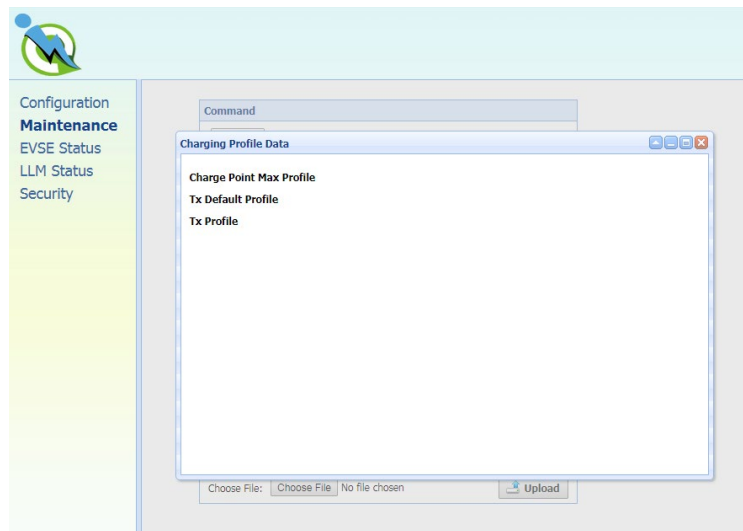 Configuration
Maintenance
EVSE Status
LLM Status
Security
Command
Charging Profile Data
Charge Point Max Profile
Tx Default Profile
Tx Profile
Choose File: Choose File No file chosen Upload